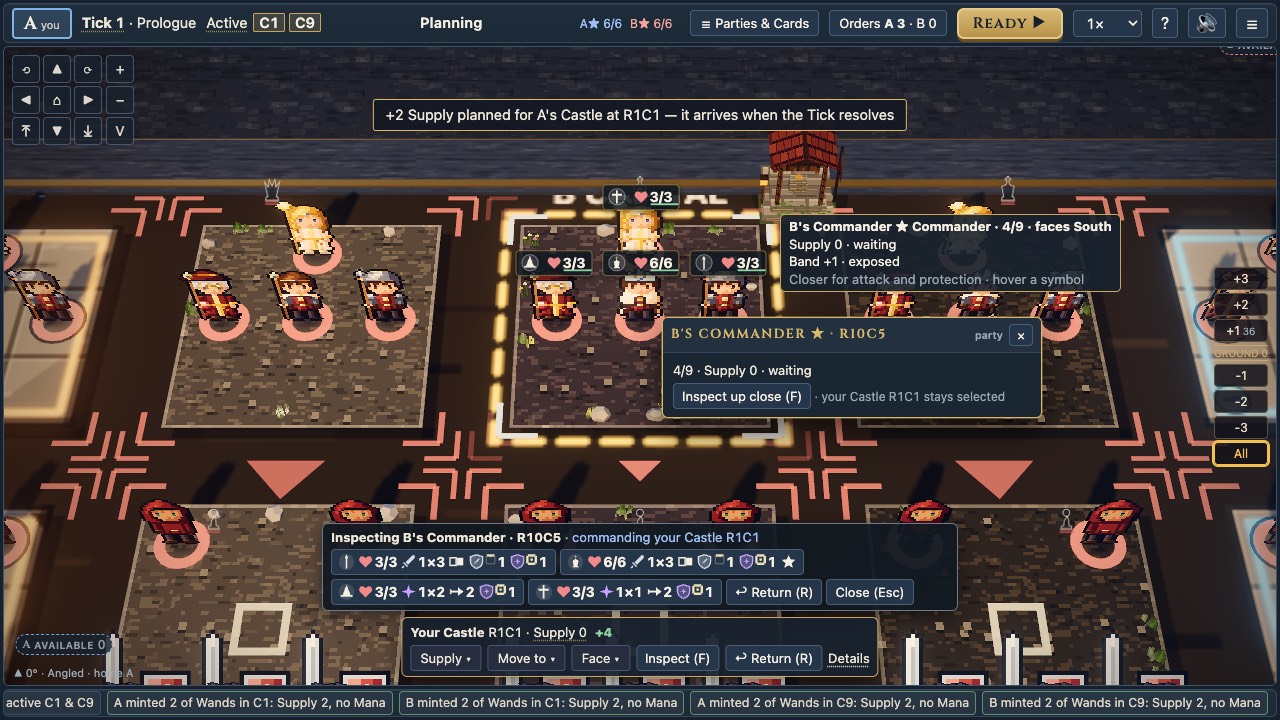 A you Tick 1 · Prologue Active C1 C9 Planning A★ 6/6 B★ 6/6 ≡ Parties & Cards Orders A 3 · B 0 READY ▶ 1× ?
+2 Supply planned for A's Castle at R1C1 — it arrives when the Tick resolves
V
3/3
3/3 6/6 3/3
B's Commander ★ Commander · 4/9 · faces South
Supply 0 · waiting
Band +1 · exposed
Closer for attack and protection · hover a symbol
B'S COMMANDER ★ · R10C5 party ×
4/9 · Supply 0 · waiting
Inspect up close (F) · your Castle R1C1 stays selected
+3
+2
+1 36
GROUND 0
-1
-2
-3
All
Inspecting B's Commander · R10C5 · commanding your Castle R1C1
3/3 1×3 1 1 6/6 1×3 1 1 ★
3/3 1×2 2 1 3/3 1×1 2 1 ↩ Return (R) Close (Esc)
Your Castle R1C1 · Supply 0 +4
Supply ▾ Move to ▾ Face ▾ Inspect (F) ↩ Return (R) Details
A AVAILABLE 0
▲ 0° · Angled · home A
active C1 & C9 A minted 2 of Wands in C1: Supply 2, no Mana B minted 2 of Wands in C1: Supply 2, no Mana A minted 2 of Wands in C9: Supply 2, no Mana B minted 2 of Wands in C9: Supply 2, no Mana